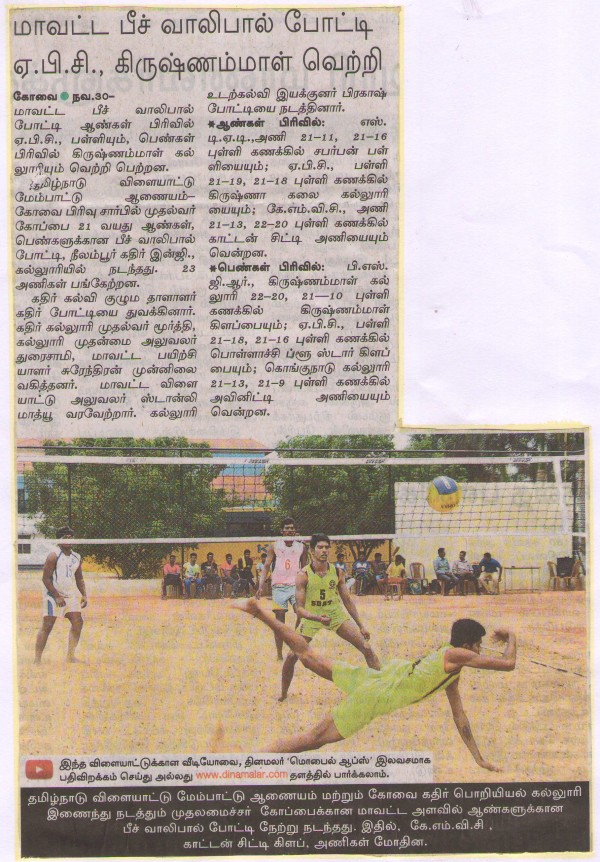 மாவட்ட பீச் வாலிபால் போட்டி
ஏ.பி.சி., கிருஷ்ணம்மாள் வெற்றி
கோவை நவ.30–
மாவட்ட பீச் வாலிபால்
போட்டி ஆண்கள் பிரிவில்
ஏ.பி.சி., பள்ளியும், பெண்கள்
பிரிவில் கிருஷ்ணம்மாள் கல்
லூரியும் வெற்றி பெற்றன.
தமிழ்நாடு விளையாட்டு
மேம்பாட்டு ஆணையம்–
கோவை பிரிவு சார்பில் முதல்வர்
கோப்பை 21 வயது ஆண்கள்,
பெண்களுக்கான பீச் வாலிபால்
போட்டி, நீலம்பூர் கதிர் இன்ஜி.,
கல்லூரியில் நடந்தது. 23
அணிகள் பங்கேற்றன.
கதிர் கல்வி குழும தாளாளர்
கதிர் போட்டியை துவக்கினார்.
கதிர் கல்லூரி முதல்வர் மூர்த்தி,
கல்லூரி முதன்மை அலுவலர்
துரைசாமி, மாவட்ட பயிற்சி
யாளர் சுரேந்திரன் முன்னிலை
வகித்தனர். மாவட்ட விளை
யாட்டு அலுவலர் ஸ்டான்லி
மாத்யூ வரவேற்றார். கல்லூரி
உடற்கல்வி இயக்குனர் பிரகாஷ்
போட்டியை நடத்தினார்.
*ஆண்கள் பிரிவில்: எஸ்.
டி.ஏ.டி.,அணி 21–11, 21–16
புள்ளி கணக்கில் சபர்பன் பள்
ளியையும்; ஏ.பி.சி., பள்ளி
21–19, 21–18 புள்ளி கணக்கில்
கிருஷ்ணா கலை கல்லூரி
யையும்; கே.எம்.வி.சி., அணி
21–13, 22–20 புள்ளி கணக்கில்
காட்டன் சிட்டி அணியையும்
வென்றன.
*பெண்கள் பிரிவில்: பி.எஸ்.
ஜி.ஆர்., கிருஷ்ணம்மாள் கல்
லூரி 22–20, 21––10 புள்ளி
கணக்கில் கிருஷ்ணம்மாள்
கிளப்பையும்; ஏ.பி.சி., பள்ளி
21–18, 21–16 புள்ளி கணக்கில்
பொள்ளாச்சி ப்ளூ ஸ்டார் கிளப்
பையும்; கொங்குநாடு கல்லூரி
21–13, 21–9 புள்ளி கணக்கில்
அவினிட்டி அணியையும்
வென்றன.
6
5
இந்த விளையாட்டுக்கான வீடியோவை, தினமலர் 'மொபைல் ஆப்ஸ்' இலவசமாக
பதிவிறக்கம் செய்து அல்லது www.dinamalar.com தளத்தில் பார்க்கலாம்.
தமிழ்நாடு விளையாட்டு மேம்பாட்டு ஆணையம் மற்றும் கோவை கதிர் பொறியியல் கல்லூரி
இணைந்து நடத்தும் முதலமைச்சர் கோப்பைக்கான மாவட்ட அளவில் ஆண்களுக்கான
பீச் வாலிபால் போட்டி நேற்று நடந்தது. இதில், கே.எம்.வி.சி ,
காட்டன் சிட்டி கிளப், அணிகள் மோதின.